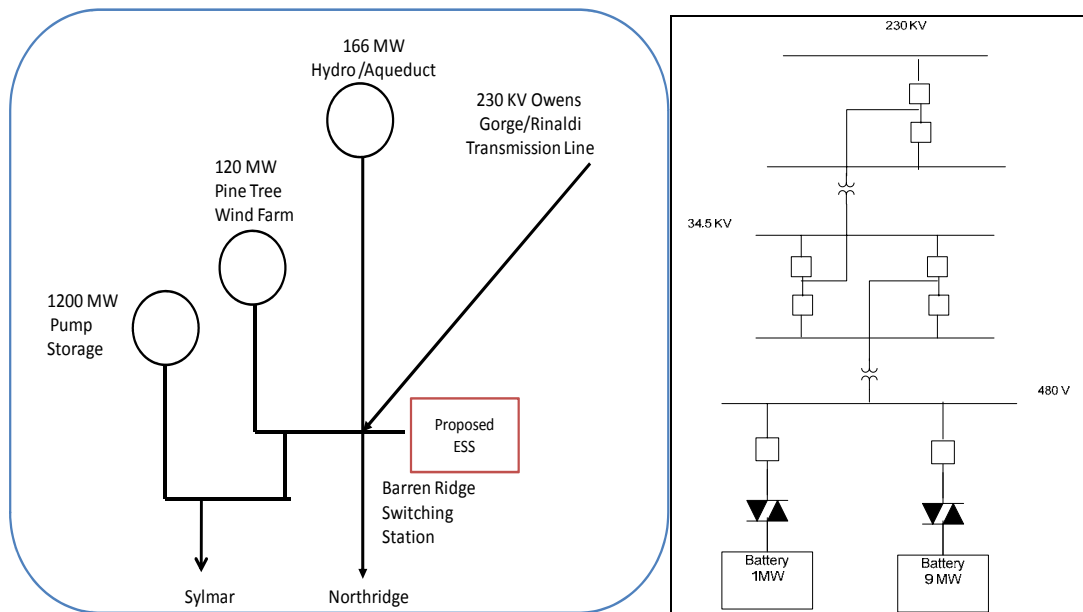 166 MW
Hydro /Aqueduct
230 KV Owens
Gorge/Rinaldi
Transmission Line
120 MW
Pine Tree
Wind Farm
1200 MW
Pump
Storage
Proposed
ESS
Barren Ridge
Switching
Station
Sylmar
Northridge
230 KV
34.5 KV
480 V
Battery
1MW
Battery
9 MW